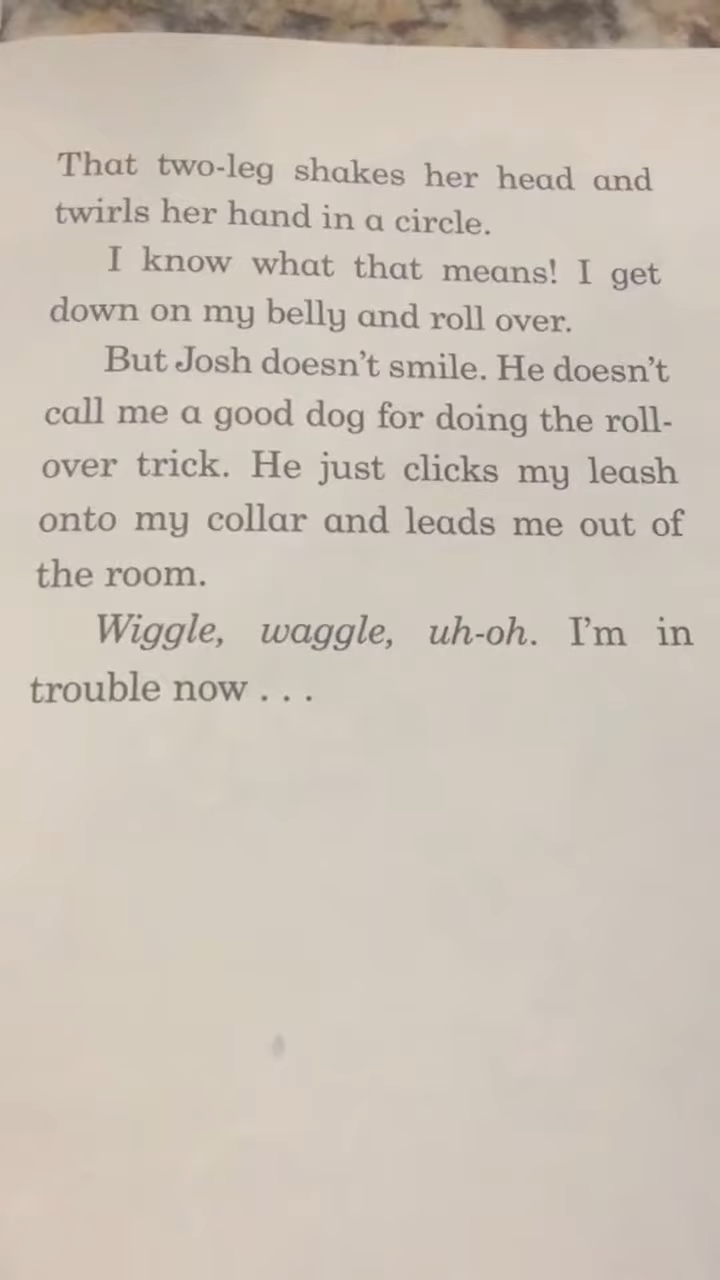 That two-leg shakes her head and
twirls her hand in a circle.
I know what that means! I get
down on my belly and roll over.
But Josh doesn’t smile. He doesn’t
call me a good dog for doing the roll-
over trick. He just clicks my leash
onto my collar and leads me out of
the room.
Wiggle, waggle, uh-oh. I’m in
trouble now . . .